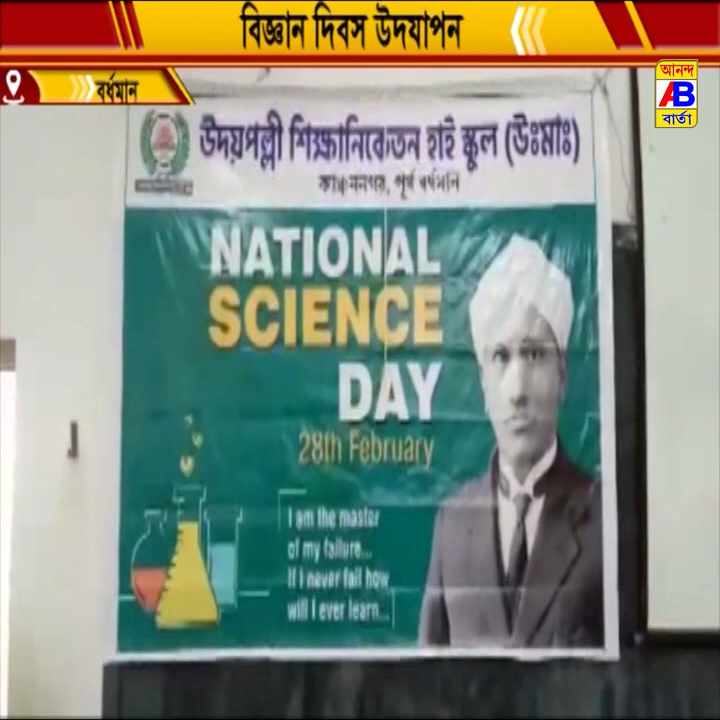 বিজ্ঞান দিবস উদযাপন
বর্ধমান
আনন্দ
AB
বার্তা
উদয়পল্লী শিক্ষানিকেতন হাই স্কুল (উঃমাঃ)
কাঞ্চননগর, পূর্ব বর্ধমান
NATIONAL
SCIENCE
DAY
28th February
I am the master
of my failure...
If I never fail how
will I ever learn...